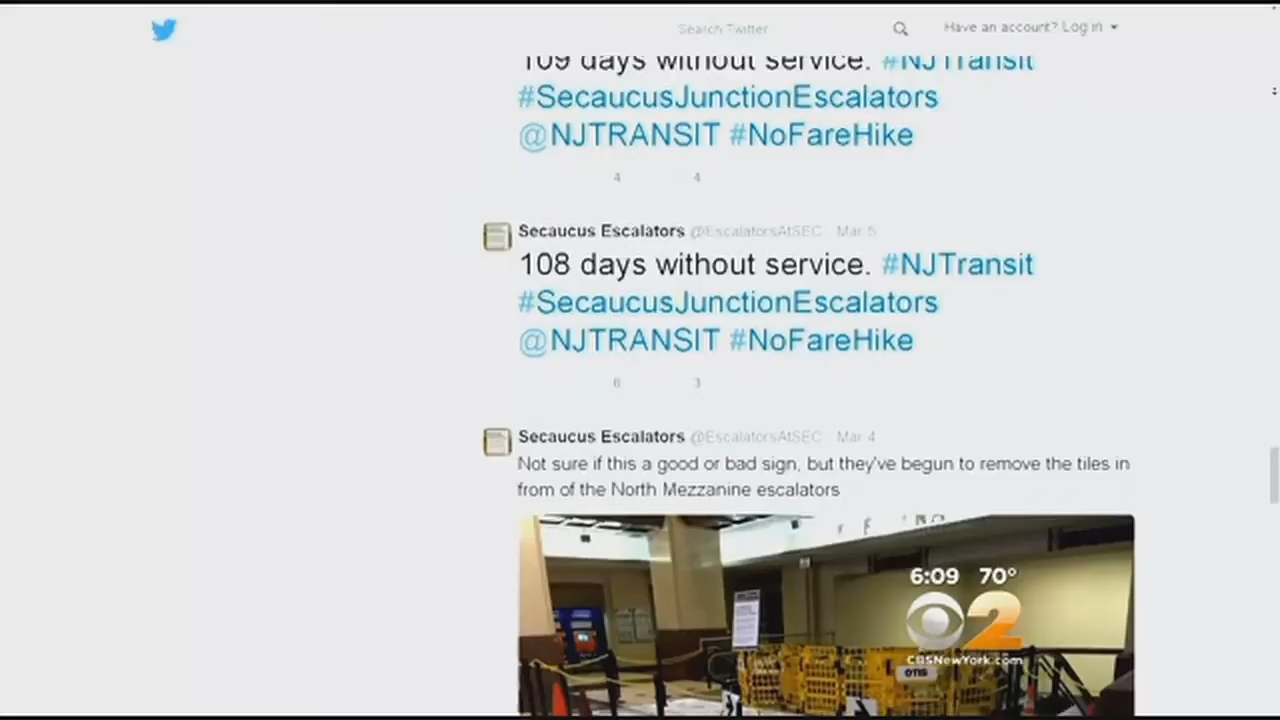 Search Twitter
Have an account? Log in
109 days without service. #NJTransit
#SecaucusJunctionEscalators
@NJTRANSIT #NoFareHike
4 4
Secaucus Escalators @EscalatorsAtSEC Mar 5
108 days without service. #NJTransit
#SecaucusJunctionEscalators
@NJTRANSIT #NoFareHike
6 3
Secaucus Escalators @EscalatorsAtSEC Mar 4
Not sure if this a good or bad sign, but they've begun to remove the tiles in
from of the North Mezzanine escalators
6:09 70°
2
CBSNewYork.com
OTIS